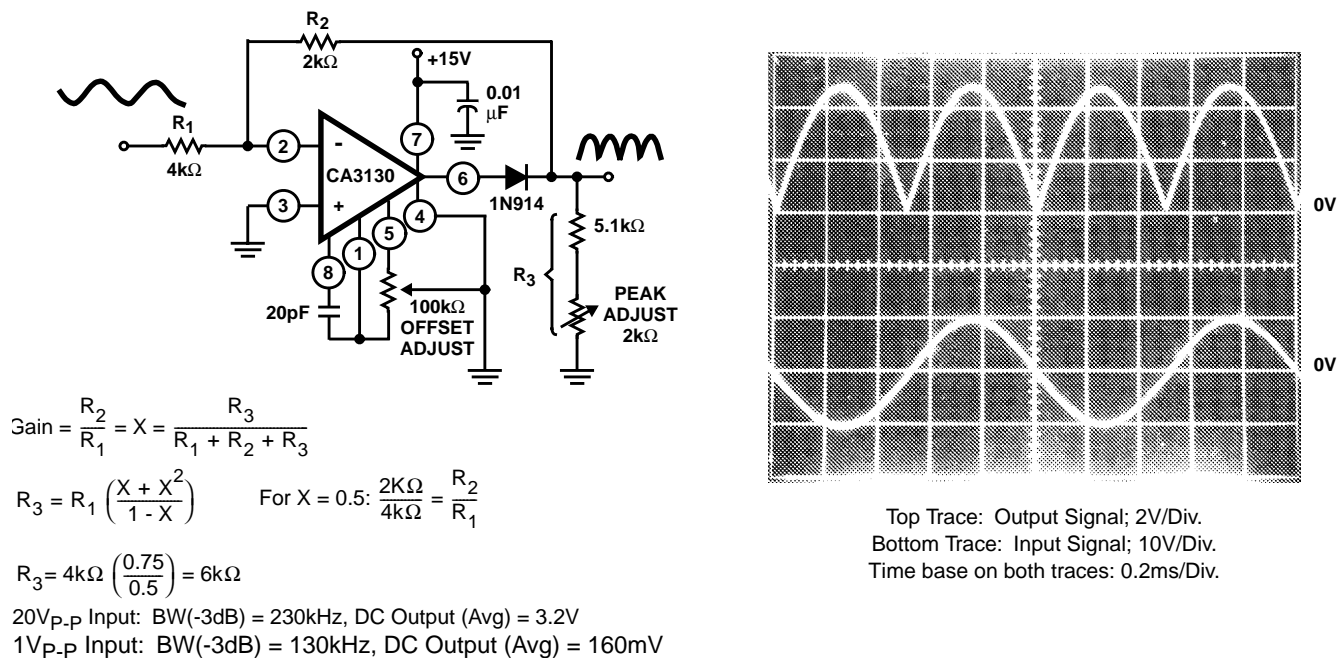 R2
2kΩ
+15V
0.01
μF
R1
4kΩ
2
-
7
CA3130
6
1N914
3
+
4
5
1
8
5.1kΩ
R3
20pF
100kΩ
OFFSET
ADJUST
PEAK
ADJUST
2kΩ
0V
0V
Gain = R2/R1 = X = R3/(R1 + R2 + R3)
R3 = R1 ((X + X²)/(1 - X)) For X = 0.5: 2KΩ/4kΩ = R2/R1
R3= 4kΩ (0.75/0.5) = 6kΩ
20VP-P Input: BW(-3dB) = 230kHz, DC Output (Avg) = 3.2V
1VP-P Input: BW(-3dB) = 130kHz, DC Output (Avg) = 160mV
Top Trace: Output Signal; 2V/Div.
Bottom Trace: Input Signal; 10V/Div.
Time base on both traces: 0.2ms/Div.